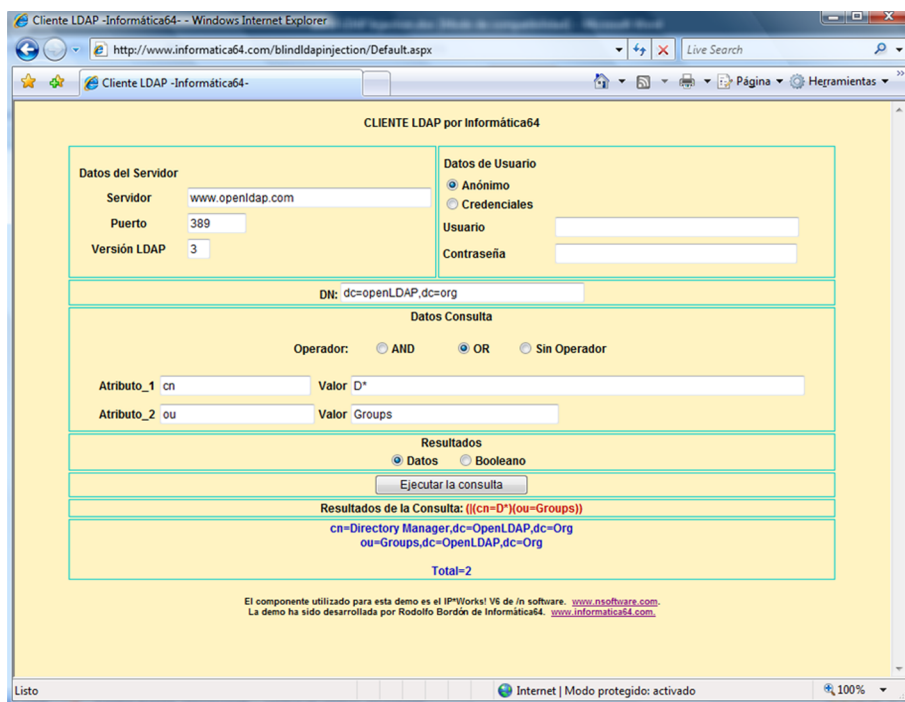 Cliente LDAP -Informática64- - Windows Internet Explorer
http://www.informatica64.com/blindldapinjection/Default.aspx
Live Search
Cliente LDAP -Informática64-
Página
Herramientas
CLIENTE LDAP por Informática64
Datos del Servidor
Servidor www.openldap.com
Puerto 389
Versión LDAP 3
Datos de Usuario
Anónimo
Credenciales
Usuario
Contraseña
DN: dc=openLDAP,dc=org
Datos Consulta
Operador: AND OR Sin Operador
Atributo_1 cn Valor D*
Atributo_2 ou Valor Groups
Resultados
Datos Booleano
Ejecutar la consulta
Resultados de la Consulta: (|(cn=D*)(ou=Groups))
cn=Directory Manager,dc=OpenLDAP,dc=Org
ou=Groups,dc=OpenLDAP,dc=Org
Total=2
El componente utilizado para esta demo es el IP*Works! V6 de /n software. www.nsoftware.com.
La demo ha sido desarrollada por Rodolfo Bordón de Informática64. www.informatica64.com.
Listo
Internet | Modo protegido: activado
100%